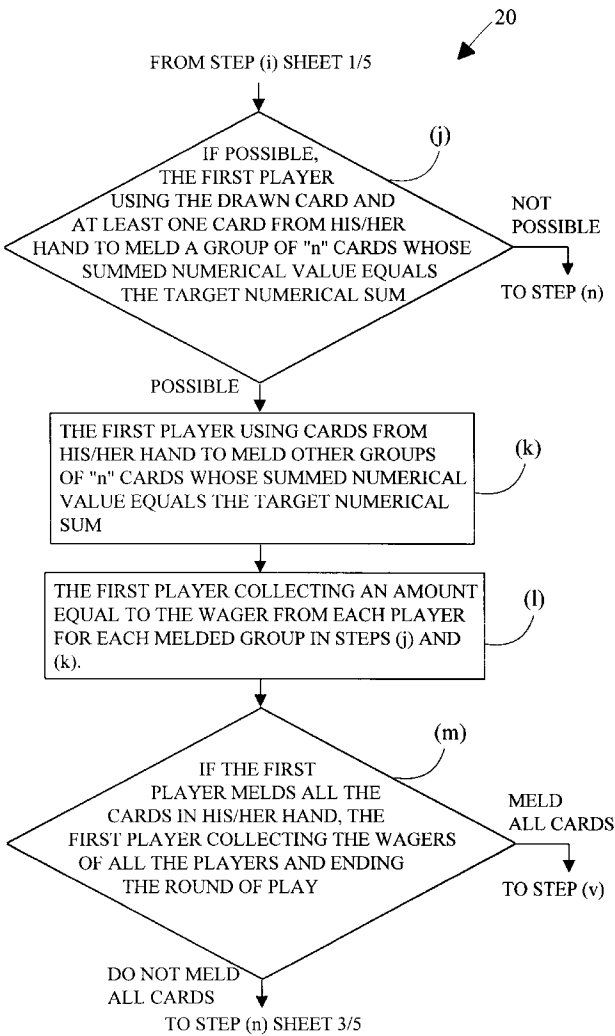 20
FROM STEP (i) SHEET 1/5
(j)
IF POSSIBLE,
THE FIRST PLAYER
USING THE DRAWN CARD AND
AT LEAST ONE CARD FROM HIS/HER
HAND TO MELD A GROUP OF "n" CARDS WHOSE
SUMMED NUMERICAL VALUE EQUALS
THE TARGET NUMERICAL SUM
NOT
POSSIBLE
TO STEP (n)
POSSIBLE
THE FIRST PLAYER USING CARDS FROM
HIS/HER HAND TO MELD OTHER GROUPS
OF "n" CARDS WHOSE SUMMED NUMERICAL
VALUE EQUALS THE TARGET NUMERICAL
SUM
(k)
THE FIRST PLAYER COLLECTING AN AMOUNT
EQUAL TO THE WAGER FROM EACH PLAYER
FOR EACH MELDED GROUP IN STEPS (j) AND
(k).
(l)
(m)
IF THE FIRST
PLAYER MELDS ALL THE
CARDS IN HIS/HER HAND, THE
FIRST PLAYER COLLECTING THE WAGERS
OF ALL THE PLAYERS AND ENDING
THE ROUND OF PLAY
MELD
ALL CARDS
TO STEP (v)
DO NOT MELD
ALL CARDS
TO STEP (n) SHEET 3/5